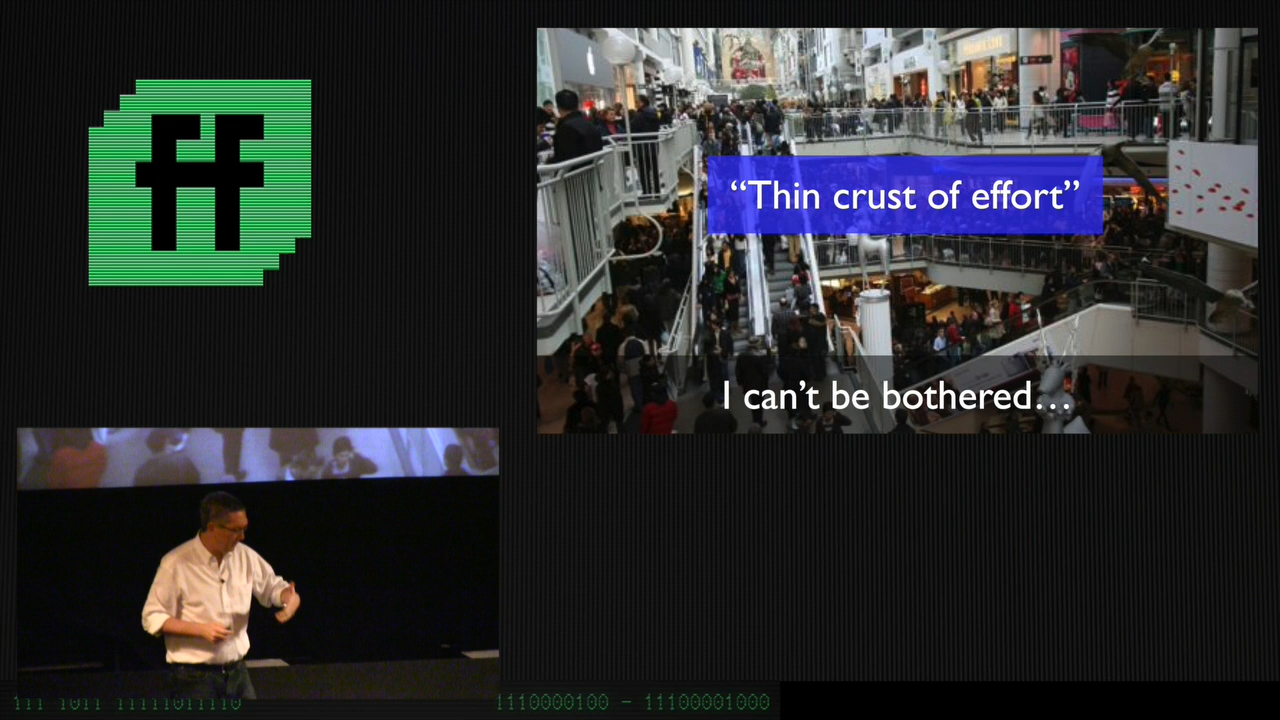 ff
“Thin crust of effort”
I can’t be bothered…
111 1011 11111011110
1110000100 - 11100001000